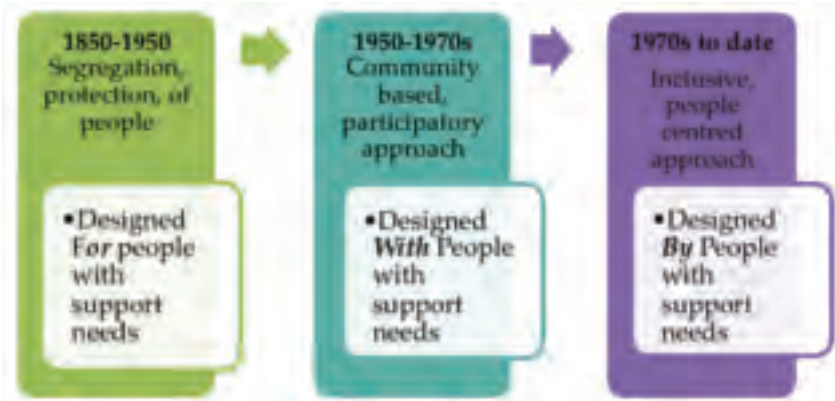 1850-1950
Segregation,
protection, of
people
•Designed
For people
with
support
needs
1950-1970s
Community
based,
participatory
approach
•Designed
With People
with
support
needs
1970s to date
Inclusive,
people
centred
approach
•Designed
By People
with
support
needs